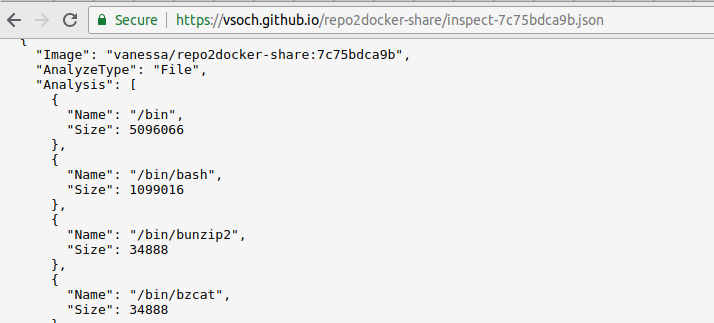 Secure https://vsoch.github.io/repo2docker-share/inspect-7c75bdca9b.json
{
"Image": "vanessa/repo2docker-share:7c75bdca9b",
"AnalyzeType": "File",
"Analysis": [
{
"Name": "/bin",
"Size": 5096066
},
{
"Name": "/bin/bash",
"Size": 1099016
},
{
"Name": "/bin/bunzip2",
"Size": 34888
},
{
"Name": "/bin/bzcat",
"Size": 34888
}